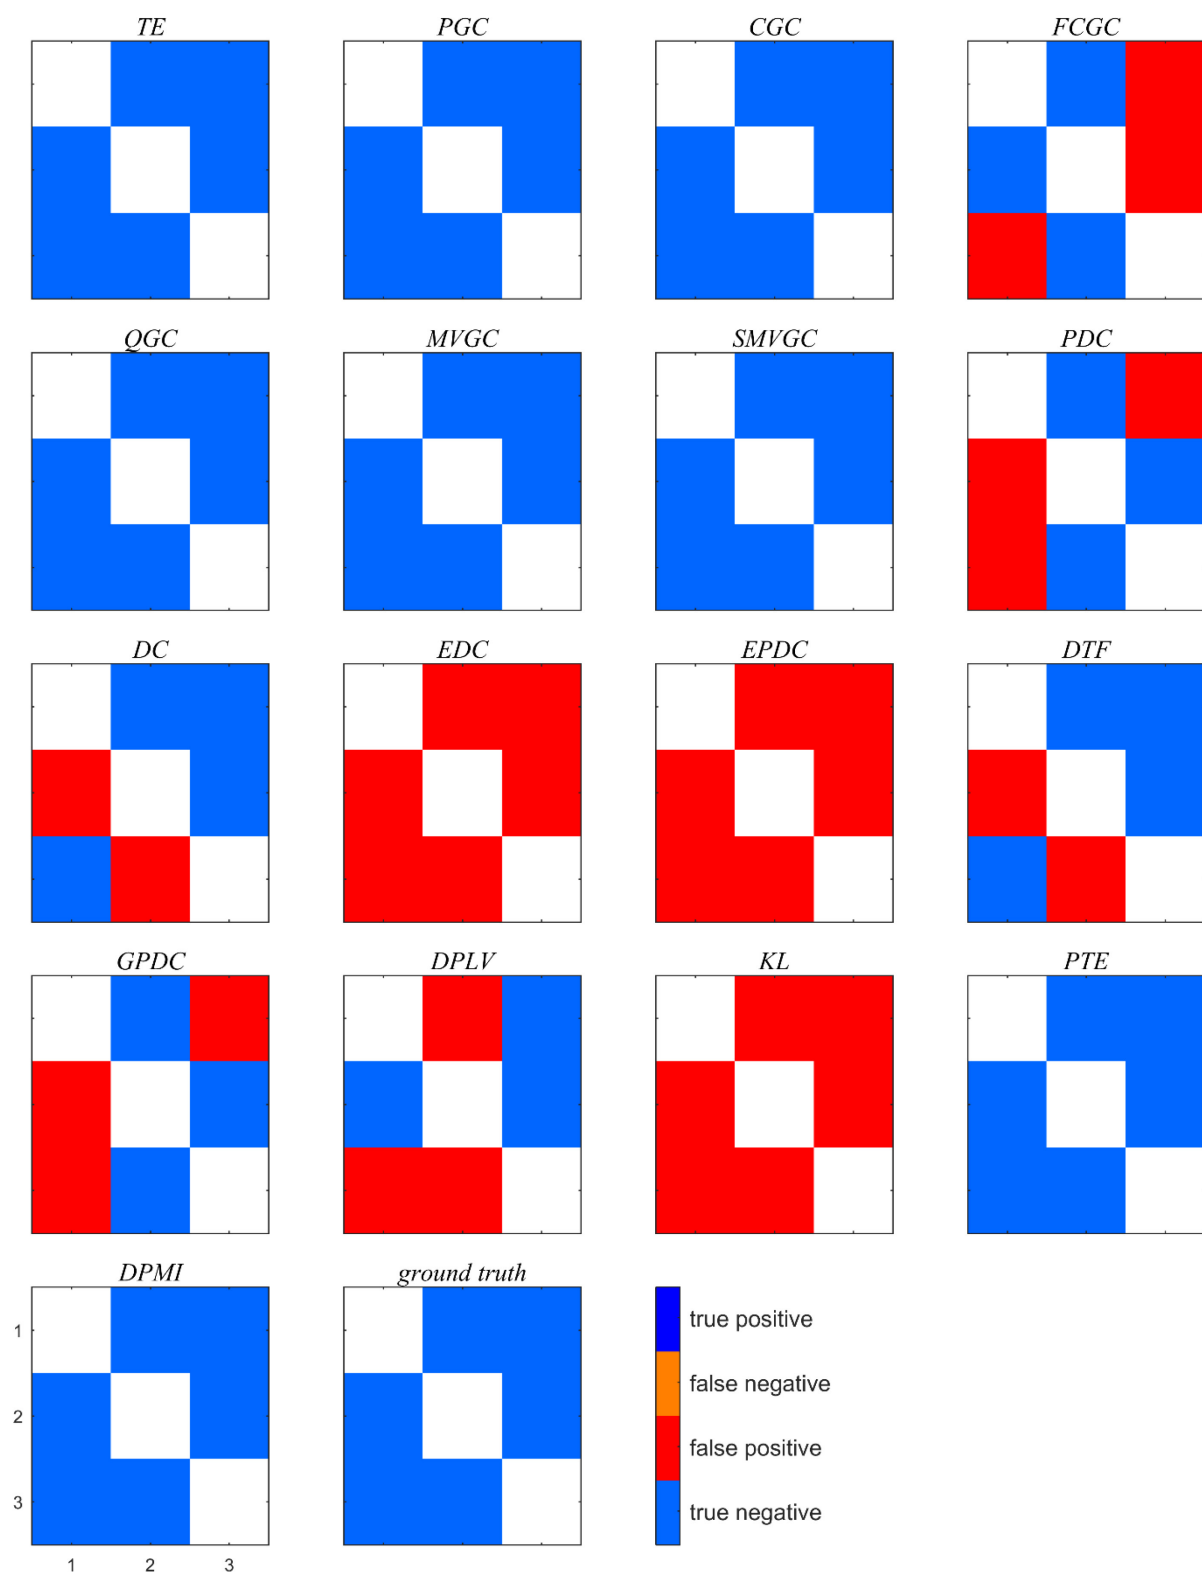 TE PGC CGC FCGC
QGC MVGC SMVGC PDC
DC EDC EPDC DTF
GPDC DPLV KL PTE
DPMI ground truth
1
2
3
1 2 3
true positive
false negative
false positive
true negative